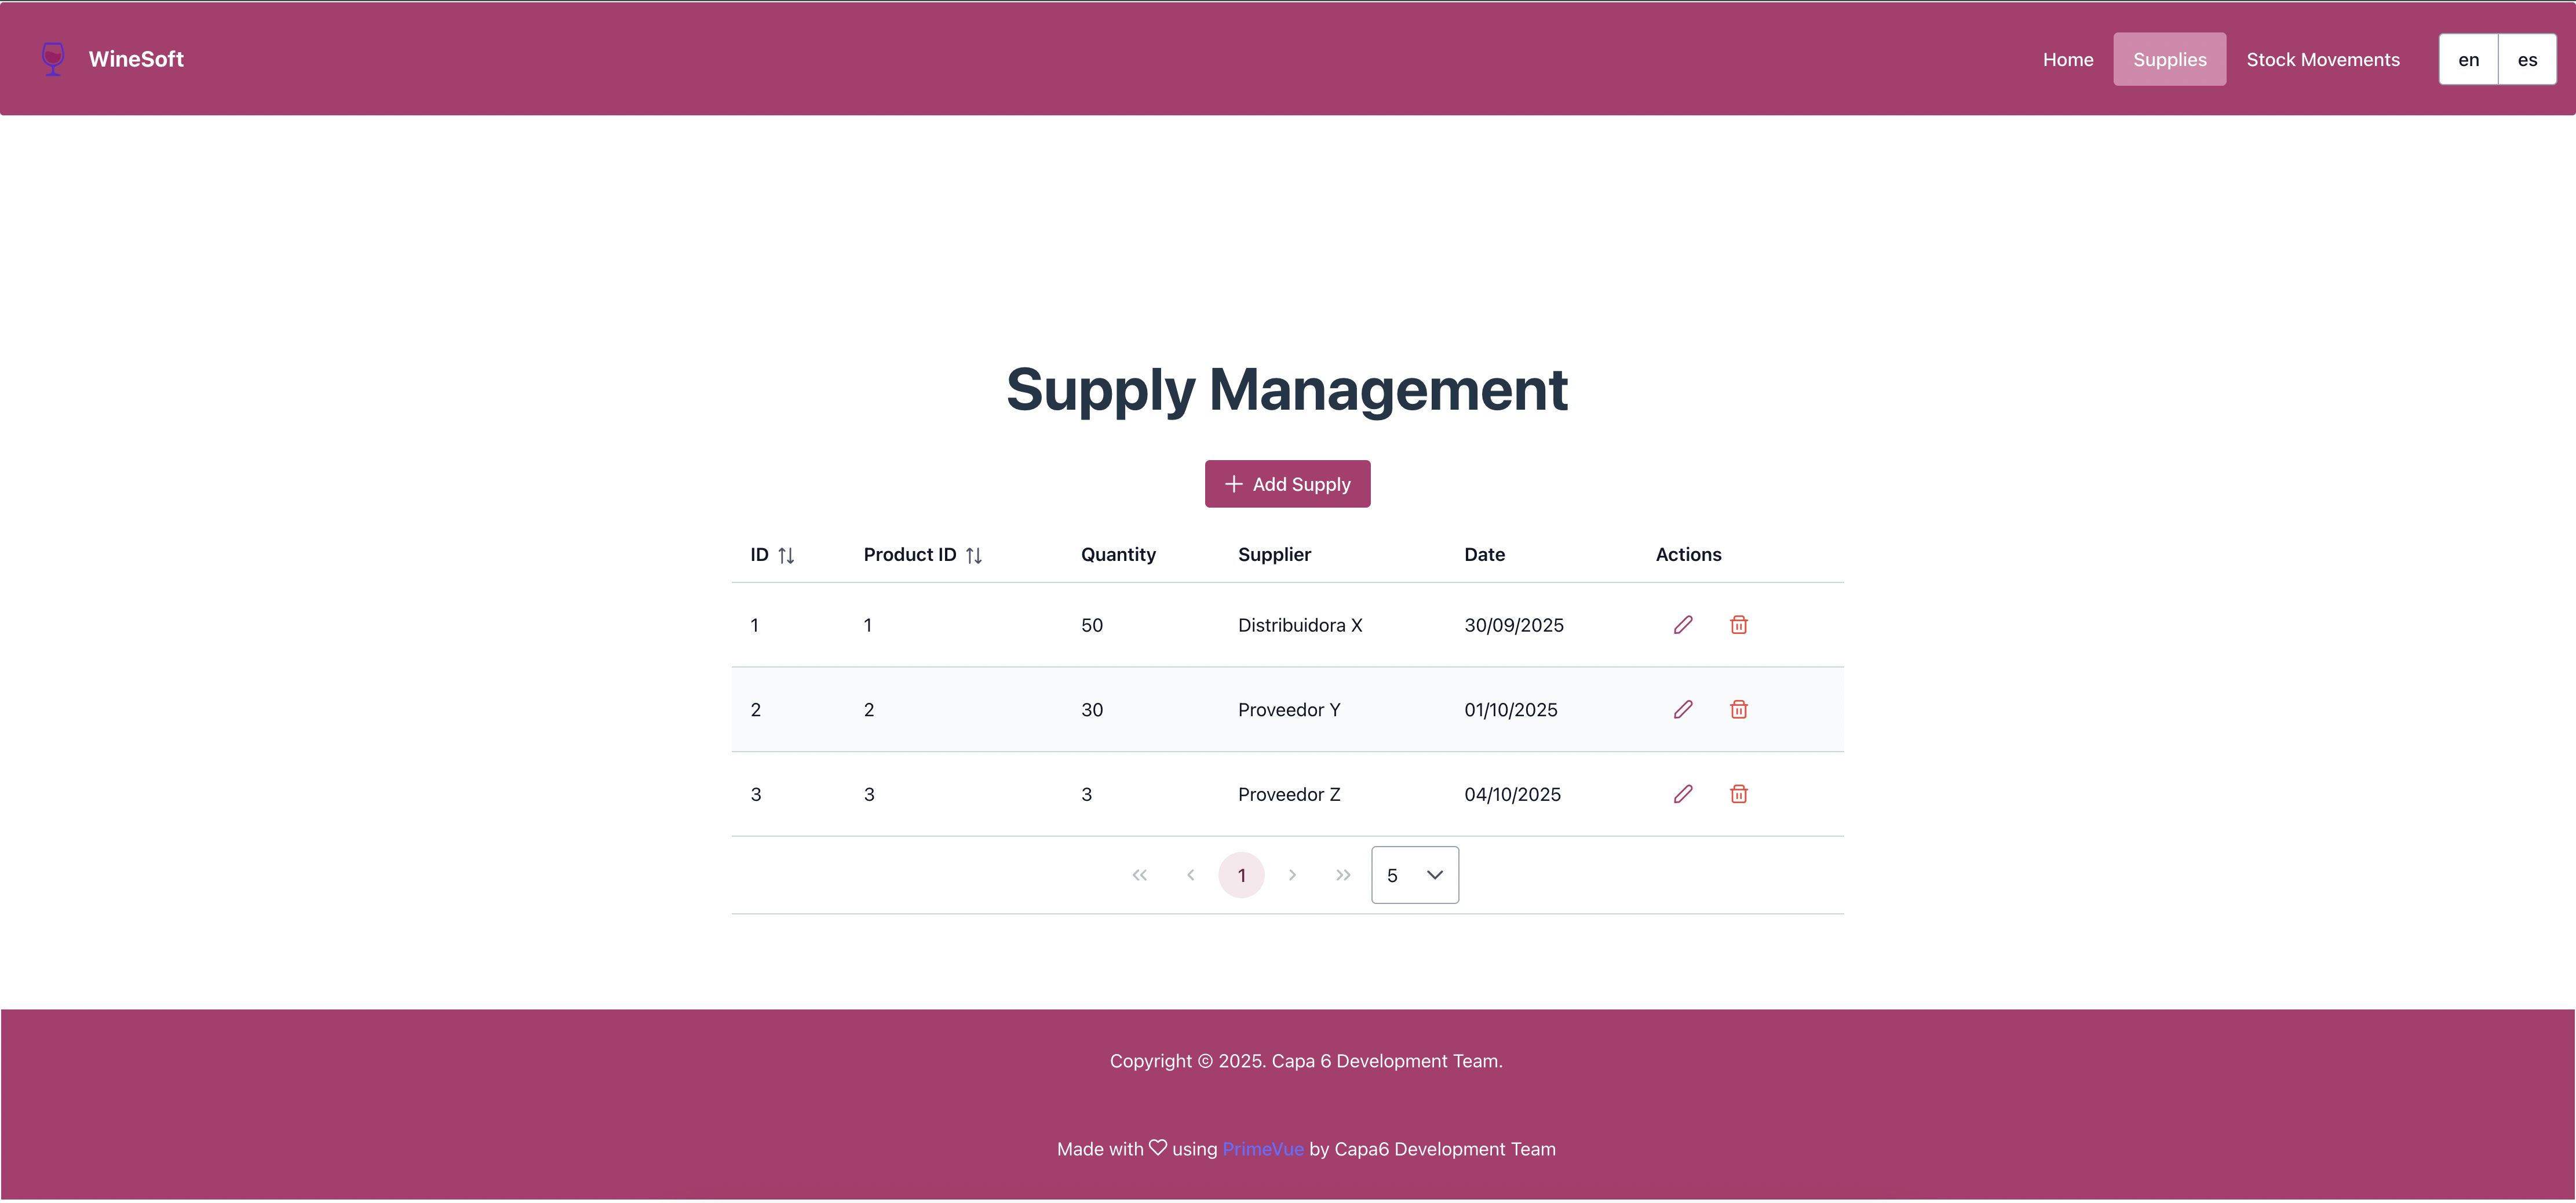 WineSoft
Home Supplies Stock Movements en es
Supply Management
Add Supply
ID Product ID Quantity Supplier Date Actions
1 1 50 Distribuidora X 30/09/2025
2 2 30 Proveedor Y 01/10/2025
3 3 3 Proveedor Z 04/10/2025
1 5
Copyright © 2025. Capa 6 Development Team.
Made with ♡ using PrimeVue by Capa6 Development Team